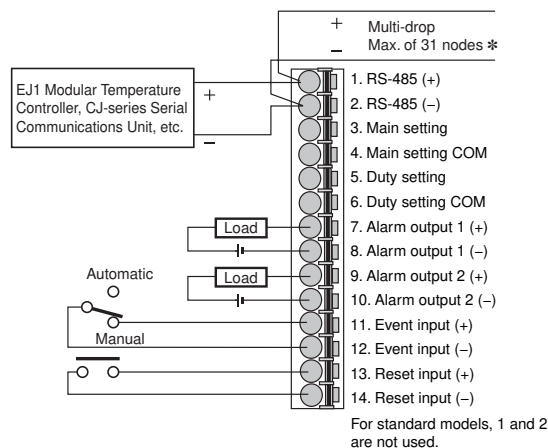 + Multi-drop
− Max. of 31 nodes *
EJ1 Modular Temperature
Controller, CJ-series Serial
Communications Unit, etc.
+
−
1. RS-485 (+)
2. RS-485 (−)
3. Main setting
4. Main setting COM
5. Duty setting
6. Duty setting COM
7. Alarm output 1 (+)
8. Alarm output 1 (−)
9. Alarm output 2 (+)
10. Alarm output 2 (−)
11. Event input (+)
12. Event input (−)
13. Reset input (+)
14. Reset input (−)
Load
Load
Automatic
Manual
For standard models, 1 and 2
are not used.